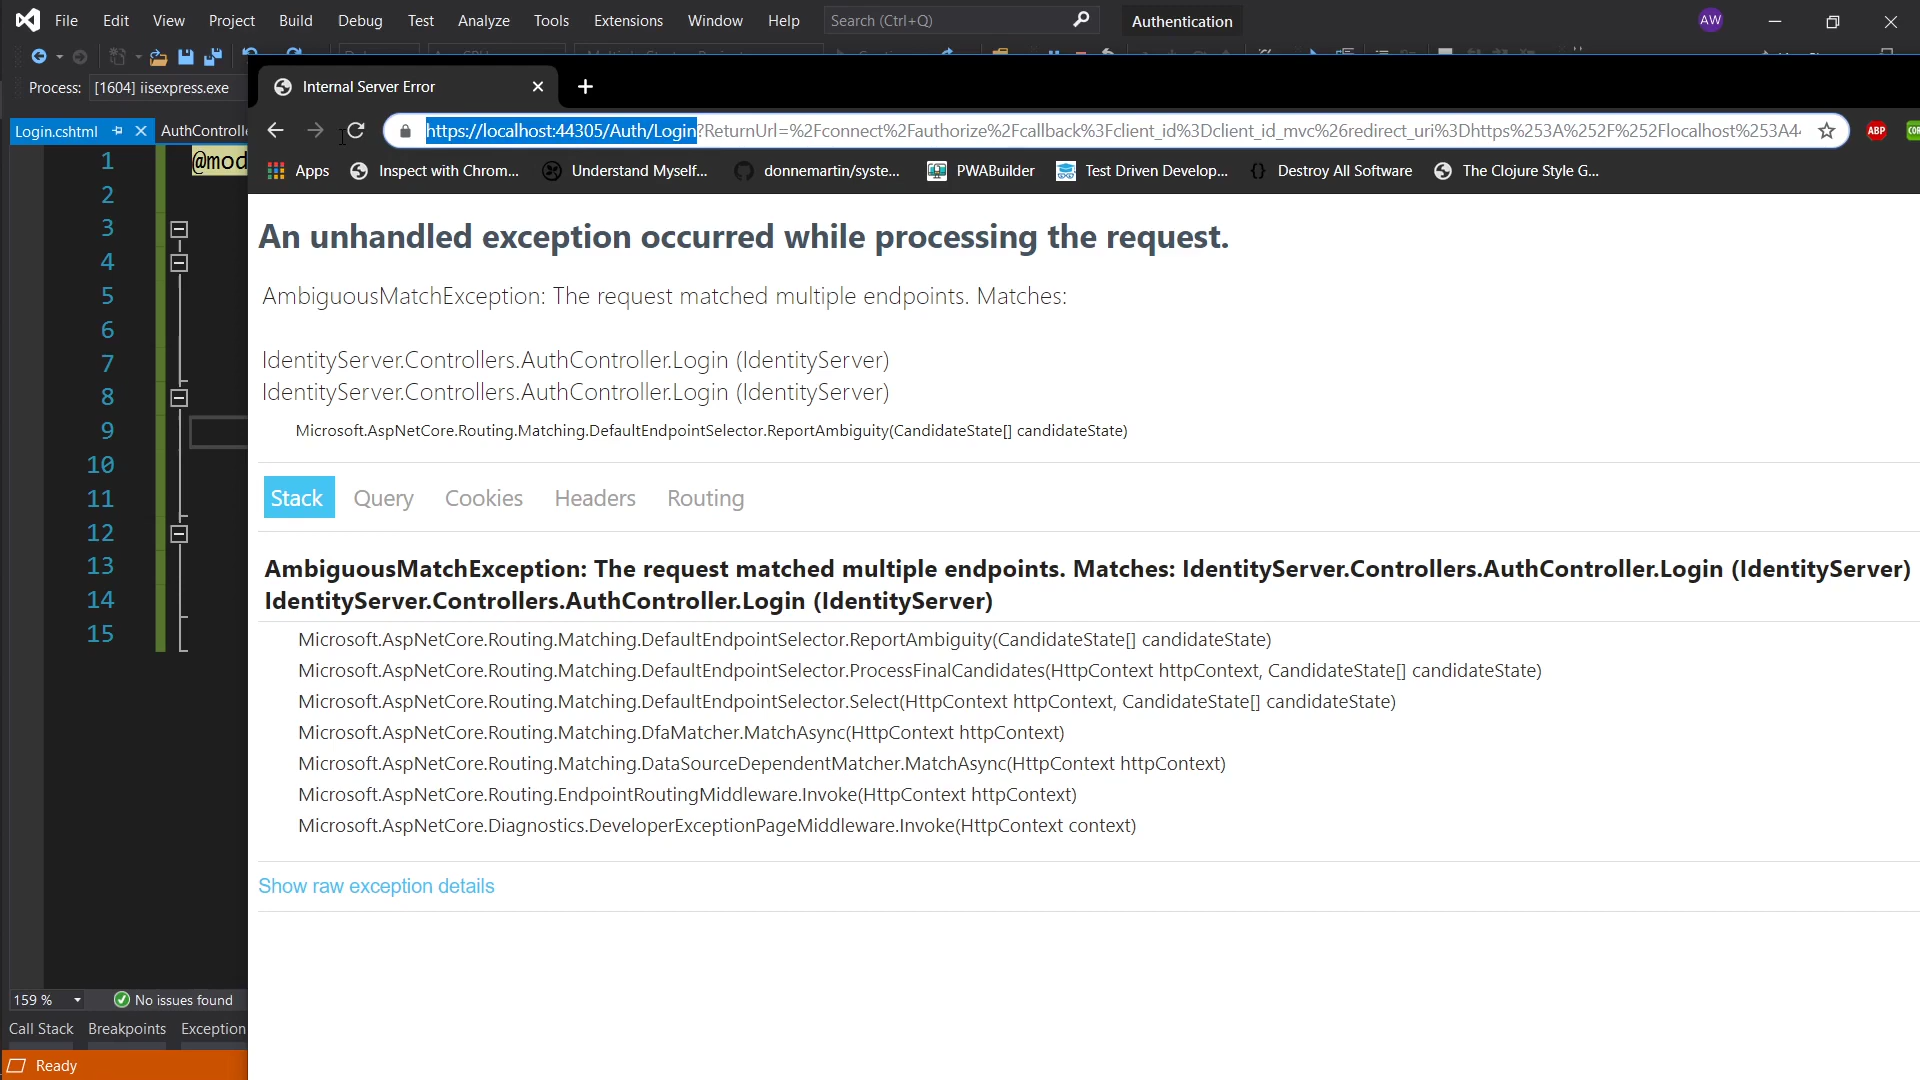 File Edit View Project Build Debug Test Analyze Tools Extensions Window Help Search (Ctrl+Q) Authentication AW
Process: [1604] iisexpress.exe
Internal Server Error
https://localhost:44305/Auth/Login?ReturnUrl=%2Fconnect%2Fauthorize%2Fcallback%3Fclient_id%3Dclient_id_mvc%26redirect_uri%3Dhttps%253A%252F%252Flocalhost%253A4 ABP
Apps Inspect with Chrom... Understand Myself... donnemartin/syste... PWABuilder Test Driven Develop... Destroy All Software The Clojure Style G...
Login.cshtml AuthControlle
1 @mod
2
3
4
5
6
7
8
9
10
11
12
13
14
15
An unhandled exception occurred while processing the request.
AmbiguousMatchException: The request matched multiple endpoints. Matches:
IdentityServer.Controllers.AuthController.Login (IdentityServer)
IdentityServer.Controllers.AuthController.Login (IdentityServer)
Microsoft.AspNetCore.Routing.Matching.DefaultEndpointSelector.ReportAmbiguity(CandidateState[] candidateState)
Stack Query Cookies Headers Routing
AmbiguousMatchException: The request matched multiple endpoints. Matches: IdentityServer.Controllers.AuthController.Login (IdentityServer)
IdentityServer.Controllers.AuthController.Login (IdentityServer)
Microsoft.AspNetCore.Routing.Matching.DefaultEndpointSelector.ReportAmbiguity(CandidateState[] candidateState)
Microsoft.AspNetCore.Routing.Matching.DefaultEndpointSelector.ProcessFinalCandidates(HttpContext httpContext, CandidateState[] candidateState)
Microsoft.AspNetCore.Routing.Matching.DefaultEndpointSelector.Select(HttpContext httpContext, CandidateState[] candidateState)
Microsoft.AspNetCore.Routing.Matching.DfaMatcher.MatchAsync(HttpContext httpContext)
Microsoft.AspNetCore.Routing.Matching.DataSourceDependentMatcher.MatchAsync(HttpContext httpContext)
Microsoft.AspNetCore.Routing.EndpointRoutingMiddleware.Invoke(HttpContext httpContext)
Microsoft.AspNetCore.Diagnostics.DeveloperExceptionPageMiddleware.Invoke(HttpContext context)
Show raw exception details
159 % No issues found
Call Stack Breakpoints Exception
Ready